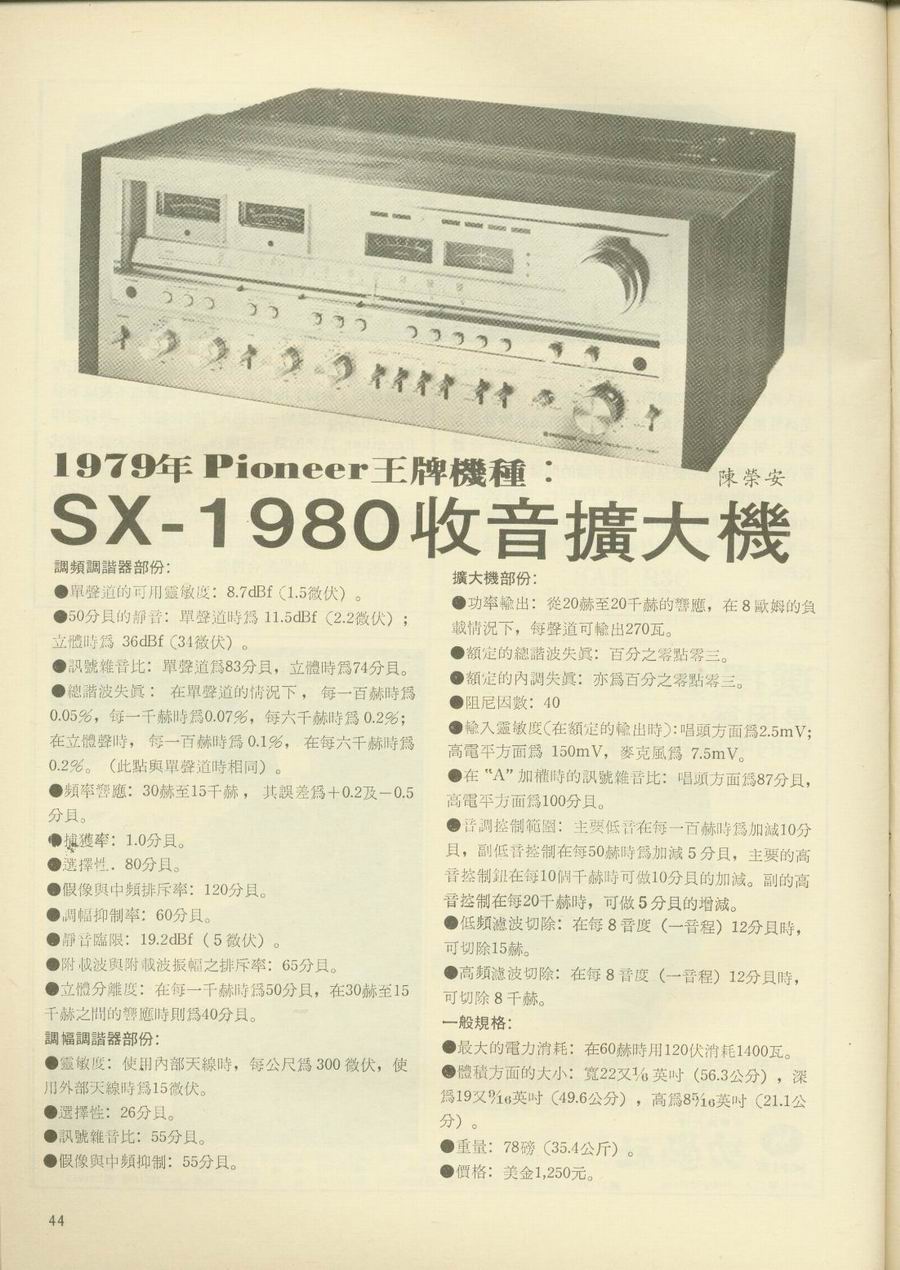 1979年 Pioneer王牌機種：
陳榮安
SX-1980收音擴大機
調頻調諧器部份：
●單聲道的可用靈敏度：8.7dBf（1.5微伏）。
●50分貝的靜音：單聲道時爲 11.5dBf（2.2微伏）；
立體時爲 36dBf（34微伏）。
●訊號雜音比：單聲道爲83分貝，立體時爲74分貝。
●總諧波失眞：在單聲道的情況下，每一百赫時爲
0.05%，每一千赫時爲0.07%，每六千赫時爲 0.2%；
在立體聲時，每一百赫時爲 0.1%，在每六千赫時爲
0.2%。（此點與單聲道時相同）。
●頻率響應：30赫至15千赫，其誤差爲＋0.2及－0.5
分貝。
●捕獲率：1.0分貝。
●選擇性．80分貝。
●假像與中頻排斥率：120分貝。
●調幅抑制率：60分貝。
●靜音臨限：19.2dBf（5微伏）。
●附載波與附載波振幅之排斥率：65分貝。
●立體分離度：在每一千赫時爲50分貝，在30赫至15
千赫之間的響應時則爲40分貝。
調幅調諧器部份：
●靈敏度：使用內部天線時，每公尺爲 300 微伏，使
用外部天線時爲15微伏。
●選擇性：26分貝。
●訊號雜音比：55分貝。
●假像與中頻抑制：55分貝。
擴大機部份：
●功率輸出：從20赫至20千赫的響應，在8歐姆的負
載情況下，每聲道可輸出270瓦。
●額定的總諧波失眞：百分之零點零三。
●額定的內調失眞：亦爲百分之零點零三。
●阻尼因數：40
●輸入靈敏度（在額定的輸出時）：唱頭方面爲2.5mV；
高電平方面爲 150mV，麥克風爲 7.5mV。
●在 “A” 加權時的訊號雜音比：唱頭方面爲87分貝，
高電平方面爲100分貝。
●音調控制範圍：主要低音在每一百赫時爲加減10分
貝，副低音控制在每50赫時爲加減5分貝，主要的高
音控制鈕在每10個千赫時可做10分貝的加減。副的高
音控制在每20千赫時，可做5分貝的增減。
●低頻濾波切除：在每8音度（一音程）12分貝時，
可切除15赫。
●高頻濾波切除：在每8音度（一音程）12分貝時，
可切除8千赫。
一般規格：
●最大的電力消耗：在60赫時用120伏消耗1400瓦。
●體積方面的大小：寬22又1/6英吋（56.3公分），深
爲19又9/16英吋（49.6公分），高爲8 5/16英吋（21.1公
分）。
●重量：78磅（35.4公斤）。
●價格：美金1,250元。
44